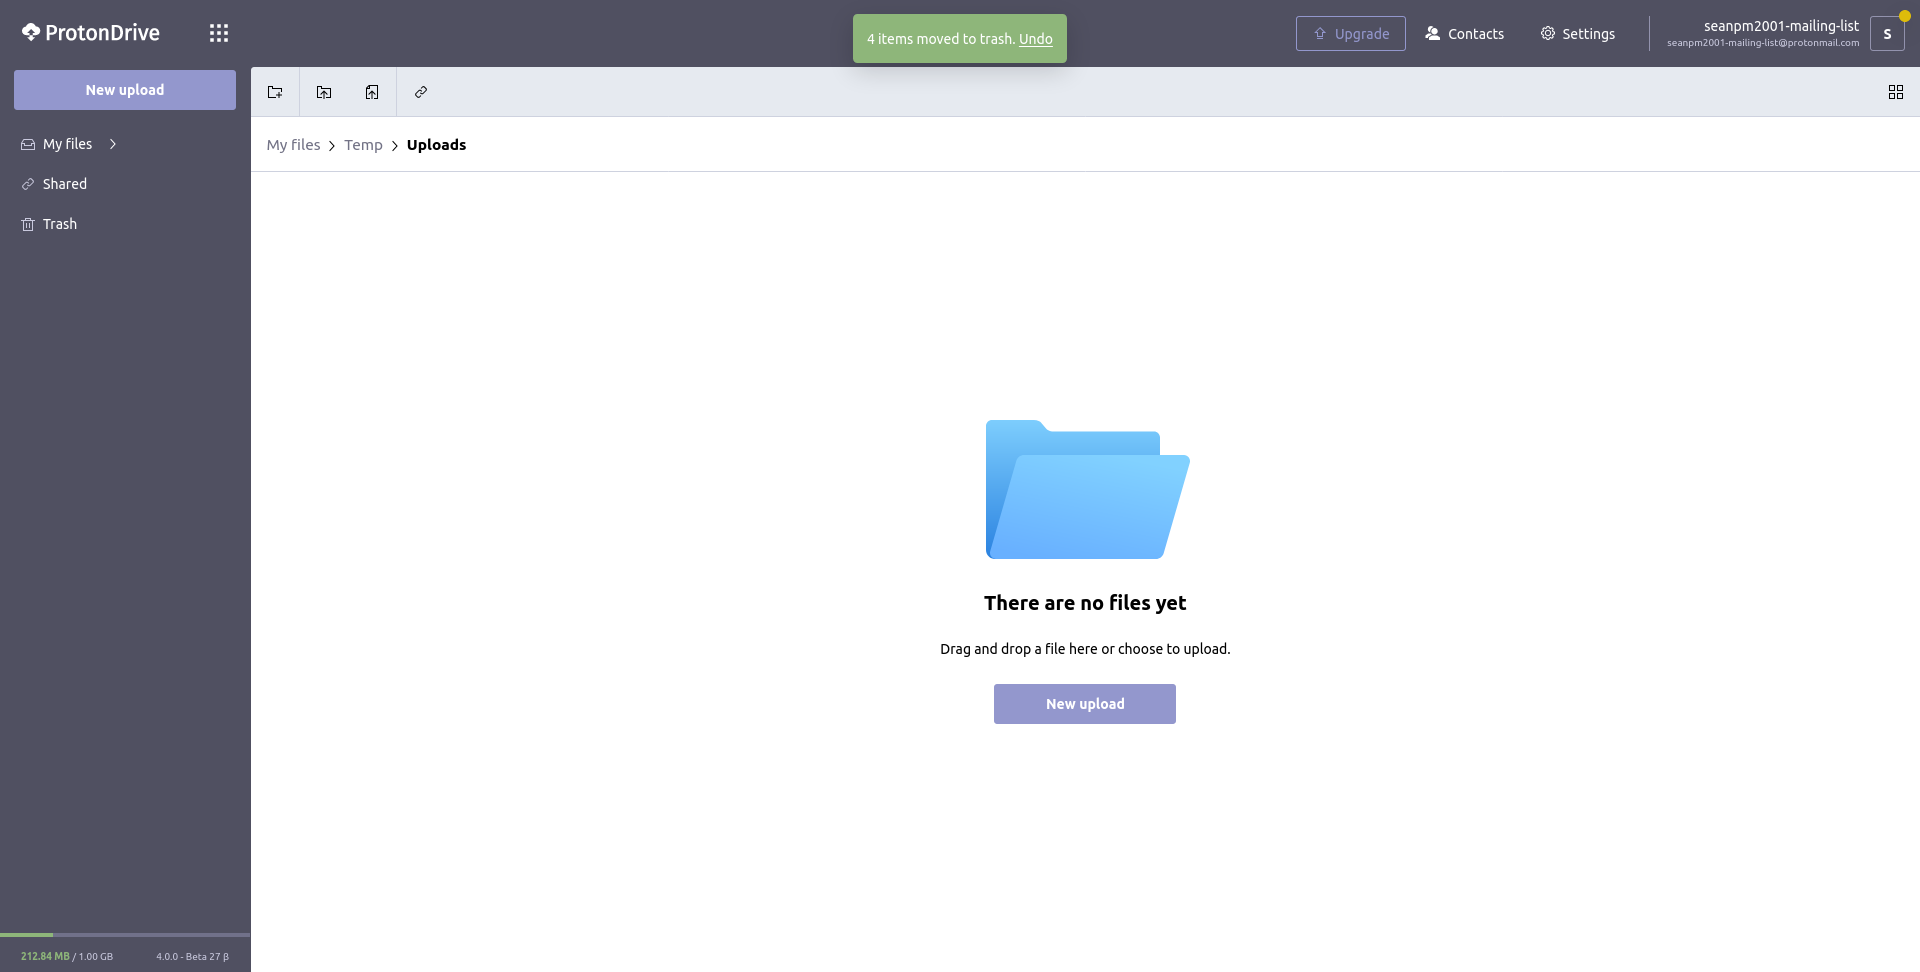 ProtonDrive
4 items moved to trash. Undo
Upgrade
Contacts
Settings
seanpm2001-mailing-list
seanpm2001-mailing-list@protonmail.com
S
New upload
My files
Shared
Trash
My files > Temp > Uploads
There are no files yet
Drag and drop a file here or choose to upload.
New upload
212.84 MB / 1.00 GB
4.0.0 - Beta 27 β